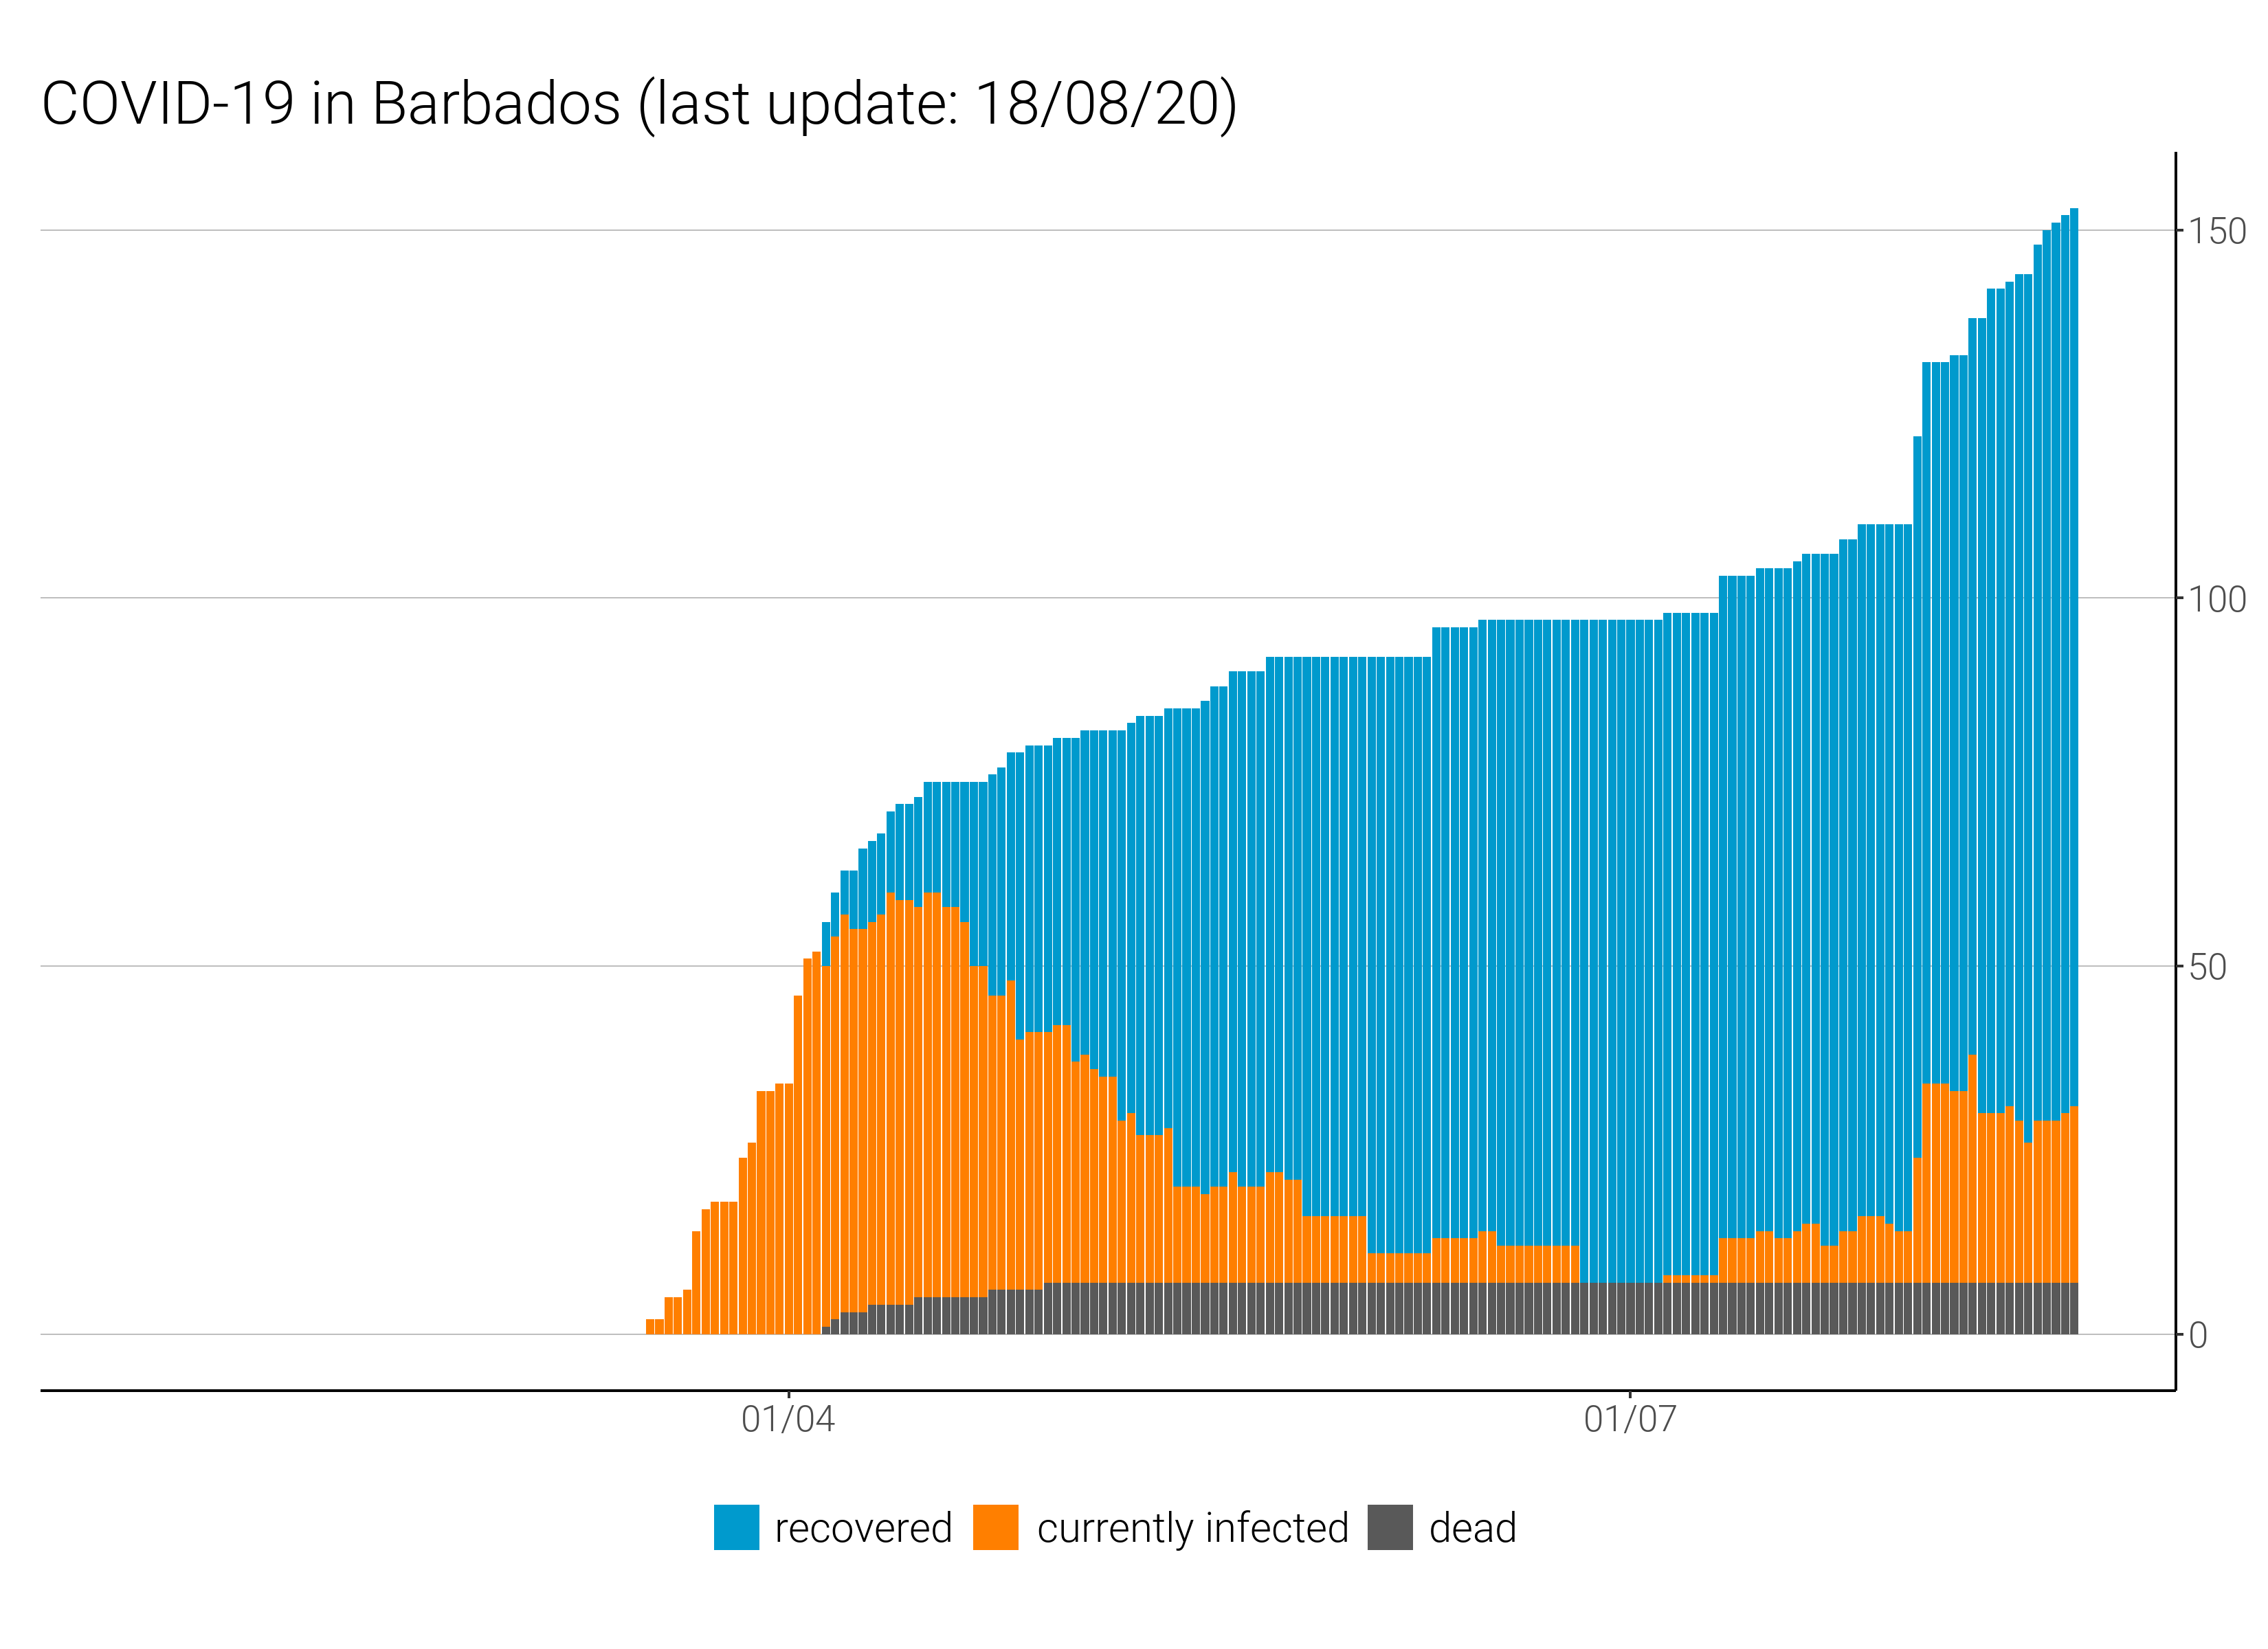 COVID-19 in Barbados (last update: 18/08/20)
150
100
50
0
01/04 01/07
recovered currently infected dead